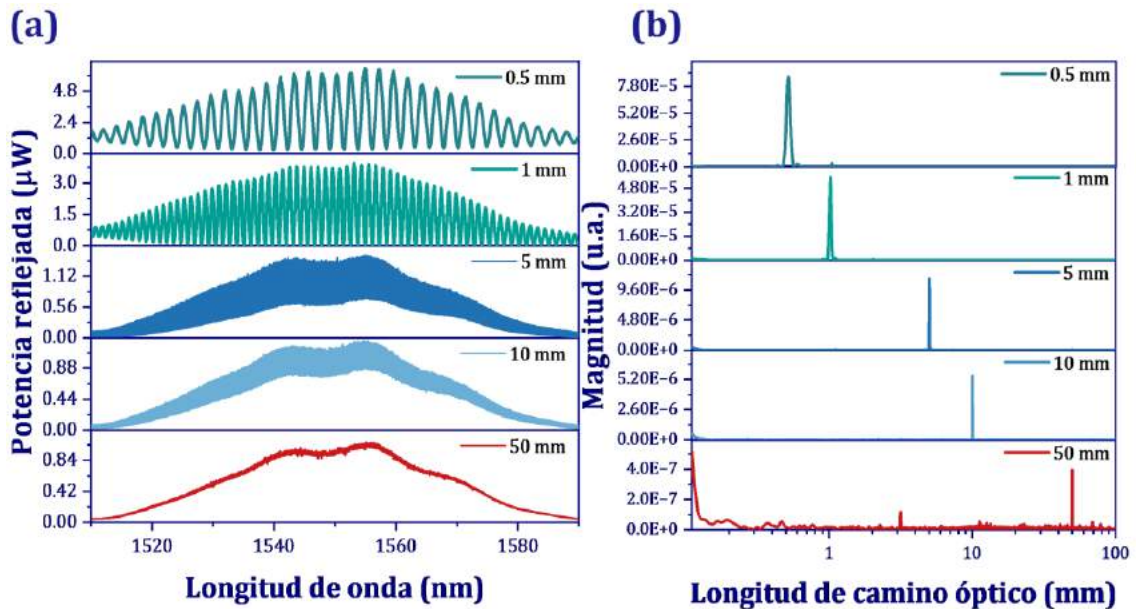 (a)
Potencia reflejada (µW)
0.5 mm
4.8
2.4
0.0
1 mm
3.0
1.5
0.0
5 mm
1.12
0.56
0.00
10 mm
0.88
0.44
0.00
50 mm
0.84
0.42
0.00
1520 1540 1560 1580
Longitud de onda (nm)
(b)
Magnitud (u.a.)
0.5 mm
7.80E-5
5.20E-5
2.60E-5
0.00E+0
1 mm
4.80E-5
3.20E-5
1.60E-5
0.00E+0
5 mm
9.60E-6
4.80E-6
0.00E+0
10 mm
5.20E-6
2.60E-6
0.00E+0
50 mm
4.0E-7
2.0E-7
0.0E+0
1 10 100
Longitud de camino óptico (mm)